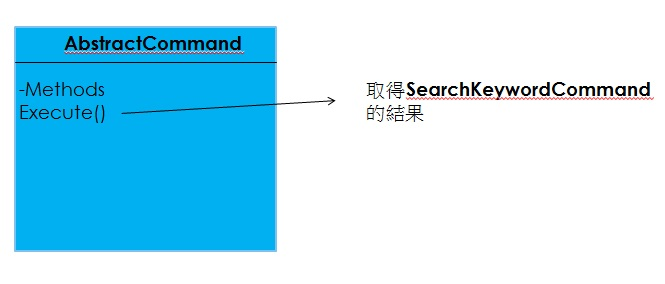 AbstractCommand
-Methods
Execute()
取得SearchKeywordCommand
的結果